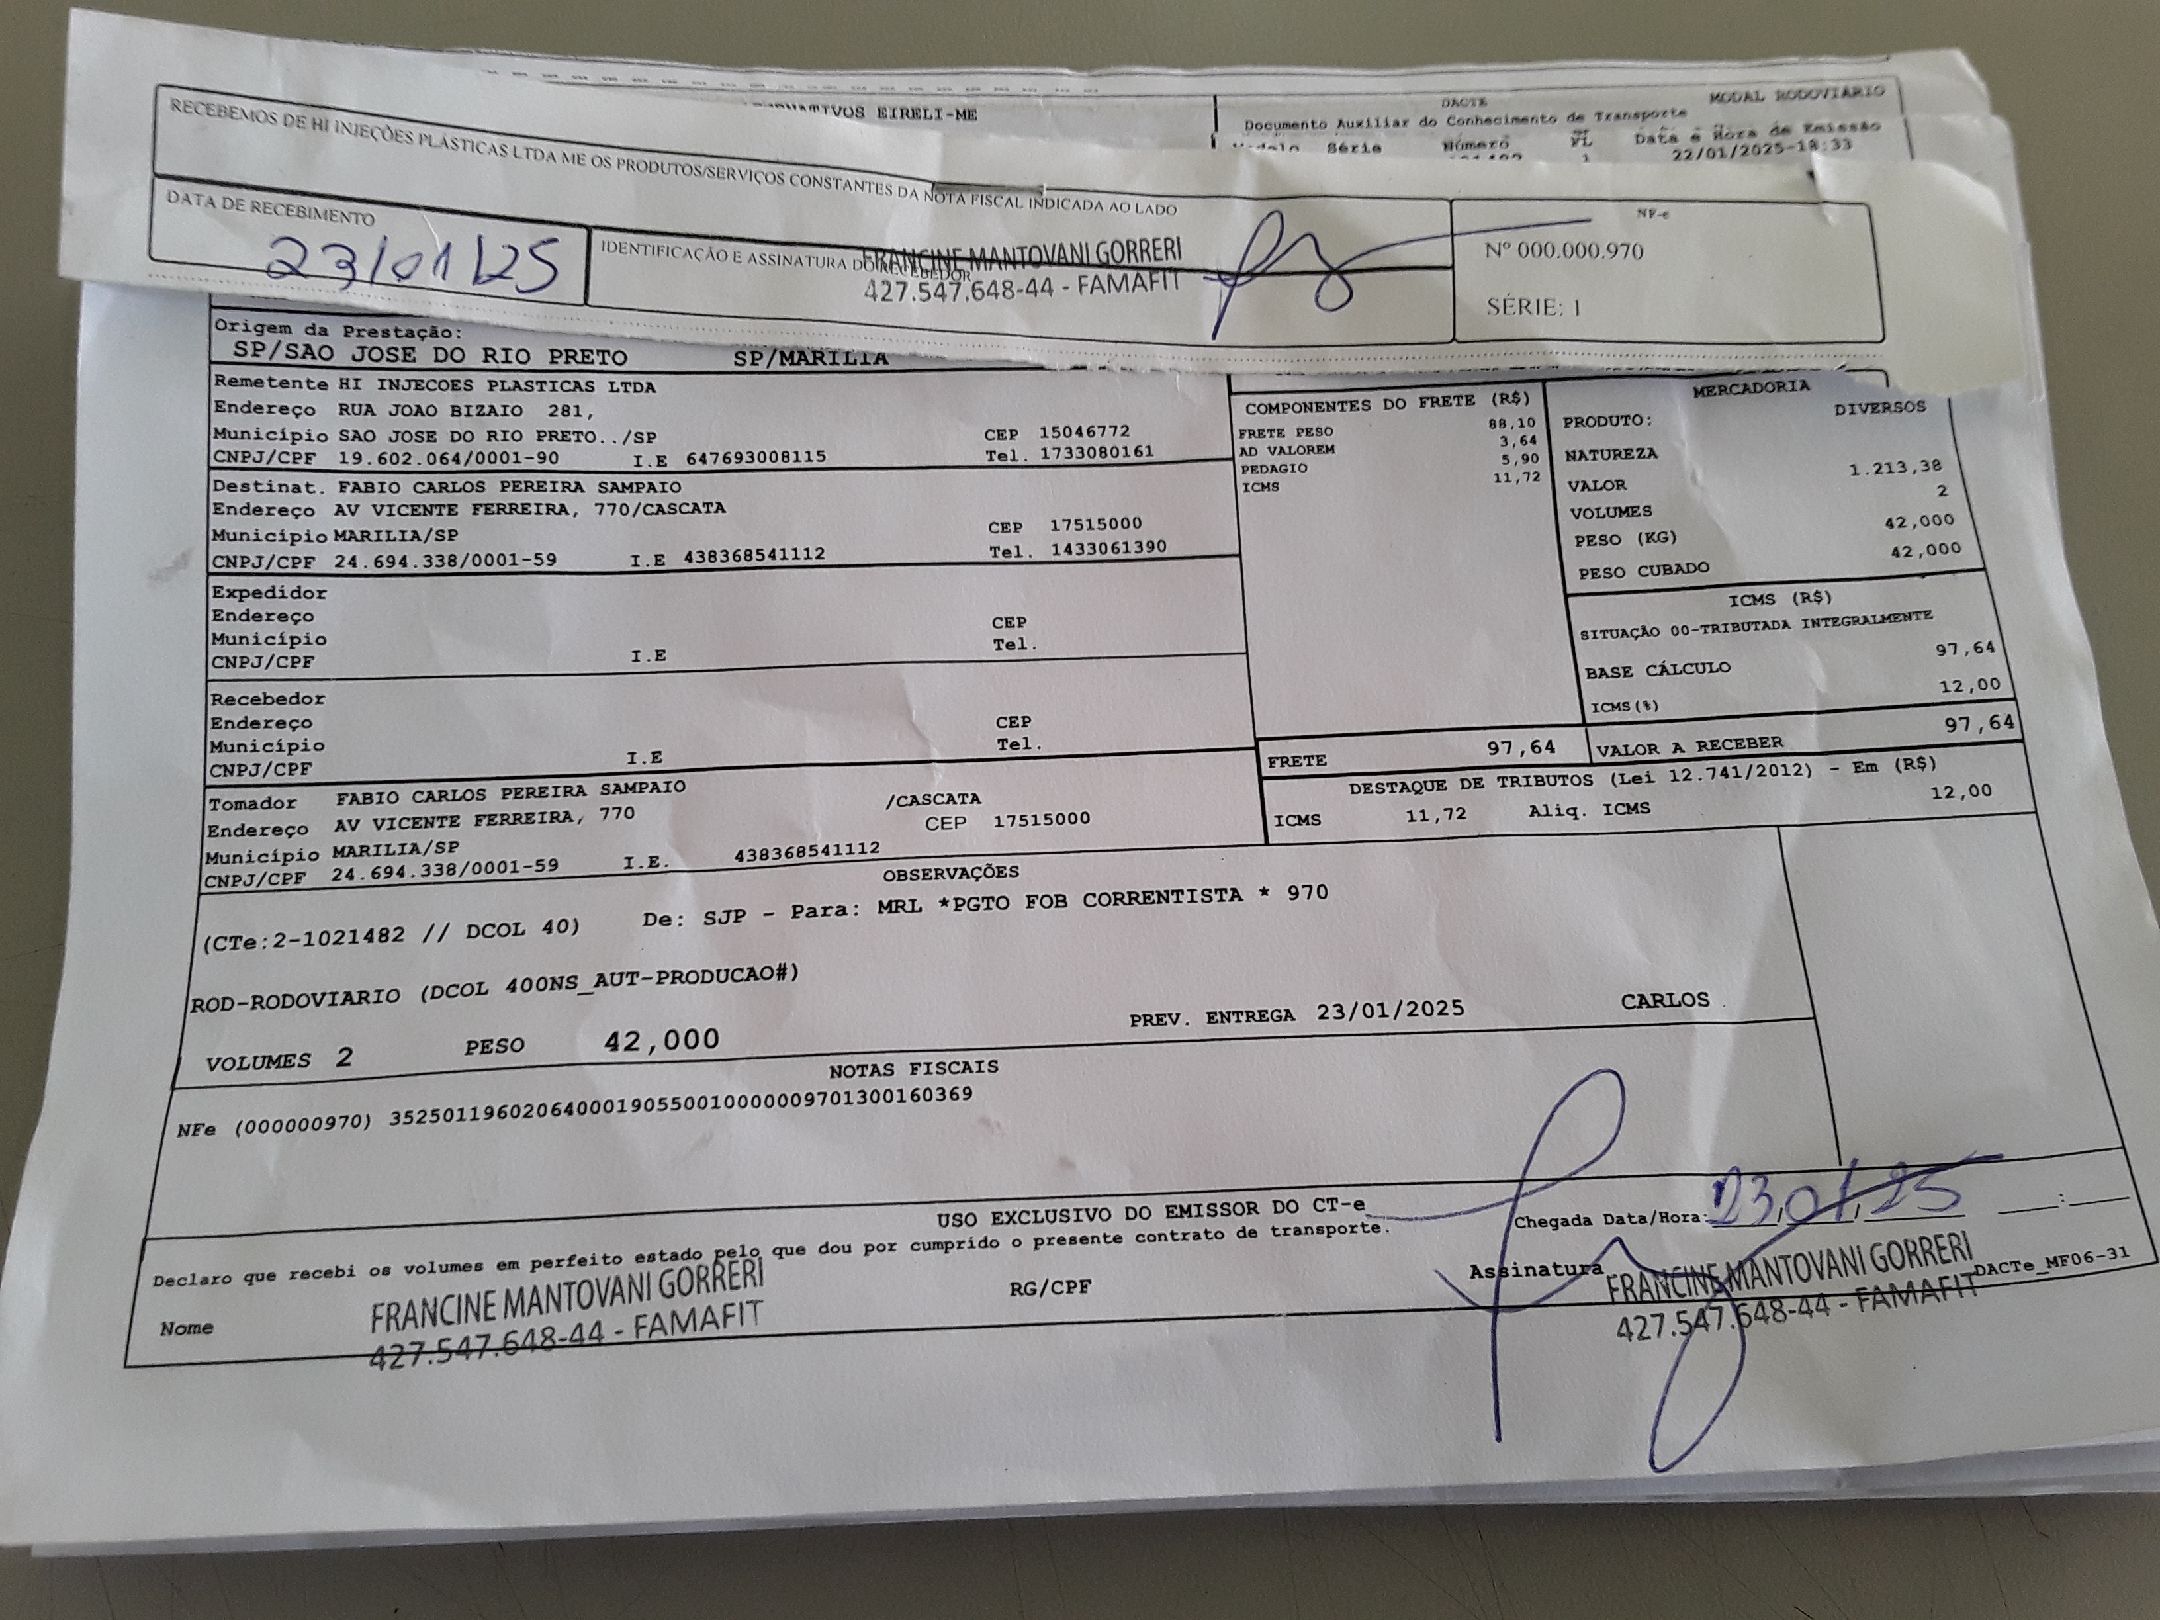 EIRELI-ME
DACTE
MODAL RODOVIARIO
Documento Auxiliar do Conhecimento de Transporte
Modelo Série Número FL Data e Hora de Emissão
22/01/2025-18:33
RECEBEMOS DE HI INJEÇÕES PLÁSTICAS LTDA ME OS PRODUTOS/SERVIÇOS CONSTANTES DA NOTA FISCAL INDICADA AO LADO
DATA DE RECEBIMENTO
23/01/25
IDENTIFICAÇÃO E ASSINATURA DO RECEBEDOR
FRANCINE MANTOVANI GORRERI
427.547.648-44 - FAMAFIT
NF-e
Nº 000.000.970
SÉRIE: 1
Origem da Prestação:
SP/SAO JOSE DO RIO PRETO SP/MARILIA
Remetente HI INJECOES PLASTICAS LTDA
Endereço RUA JOAO BIZAIO 281,
Município SAO JOSE DO RIO PRETO../SP CEP 15046772
CNPJ/CPF 19.602.064/0001-90 I.E 647693008115 Tel. 1733080161
Destinat. FABIO CARLOS PEREIRA SAMPAIO
Endereço AV VICENTE FERREIRA, 770/CASCATA
Município MARILIA/SP CEP 17515000
CNPJ/CPF 24.694.338/0001-59 I.E 438368541112 Tel. 1433061390
Expedidor
Endereço
Município CEP
CNPJ/CPF I.E Tel.
Recebedor
Endereço
Município CEP
CNPJ/CPF I.E Tel.
Tomador FABIO CARLOS PEREIRA SAMPAIO
Endereço AV VICENTE FERREIRA, 770 /CASCATA
Município MARILIA/SP CEP 17515000
CNPJ/CPF 24.694.338/0001-59 I.E. 438368541112
COMPONENTES DO FRETE (R$)
FRETE PESO 88,10
AD VALOREM 3,64
PEDAGIO 5,90
ICMS 11,72
MERCADORIA
PRODUTO: DIVERSOS
NATUREZA
VALOR 1.213,38
VOLUMES 2
PESO (KG) 42,000
PESO CUBADO 42,000
ICMS (R$)
SITUAÇÃO 00-TRIBUTADA INTEGRALMENTE
BASE CÁLCULO 97,64
ICMS(%) 12,00
FRETE 97,64 VALOR A RECEBER 97,64
DESTAQUE DE TRIBUTOS (Lei 12.741/2012) - Em (R$)
ICMS 11,72 Aliq. ICMS 12,00
OBSERVAÇÕES
(CTe:2-1021482 // DCOL 40) De: SJP - Para: MRL *PGTO FOB CORRENTISTA * 970
ROD-RODOVIARIO (DCOL 400NS_AUT-PRODUCAO#)
VOLUMES 2 PESO 42,000 PREV. ENTREGA 23/01/2025 CARLOS
NOTAS FISCAIS
NFe (000000970) 35250119602064000190550010000009701300160369
USO EXCLUSIVO DO EMISSOR DO CT-e
Declaro que recebi os volumes em perfeito estado pelo que dou por cumprido o presente contrato de transporte.
Chegada Data/Hora: 23/01/25 __:__
Nome FRANCINE MANTOVANI GORRERI
427.547.648-44 - FAMAFIT
RG/CPF
Assinatura FRANCINE MANTOVANI GORRERI
427.547.648-44 - FAMAFIT
DACTe_MF06-31